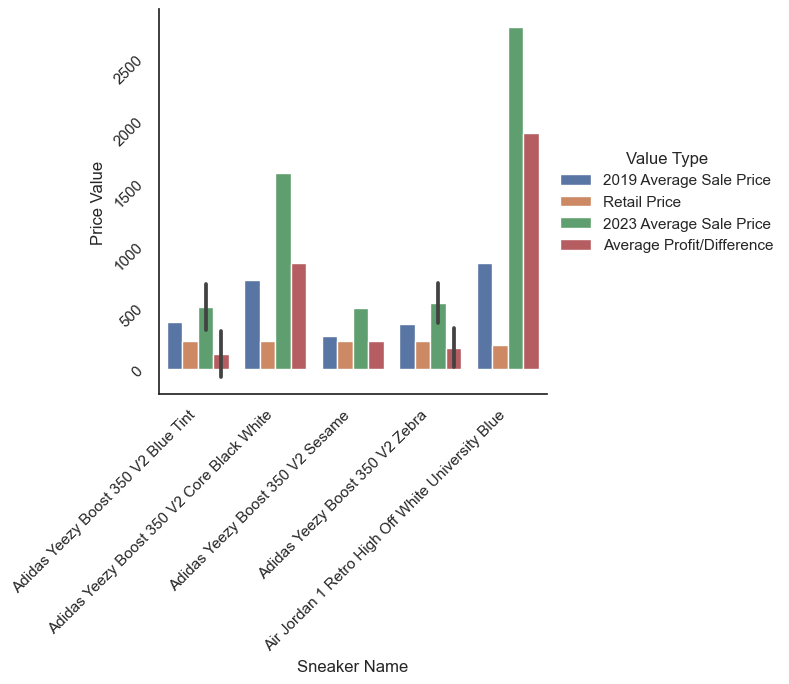 2500
2000
1500
1000
500
0
Price Value
Value Type
2019 Average Sale Price
Retail Price
2023 Average Sale Price
Average Profit/Difference
Adidas Yeezy Boost 350 V2 Blue Tint
Adidas Yeezy Boost 350 V2 Core Black White
Adidas Yeezy Boost 350 V2 Sesame
Adidas Yeezy Boost 350 V2 Zebra
Air Jordan 1 Retro High Off White University Blue
Sneaker Name